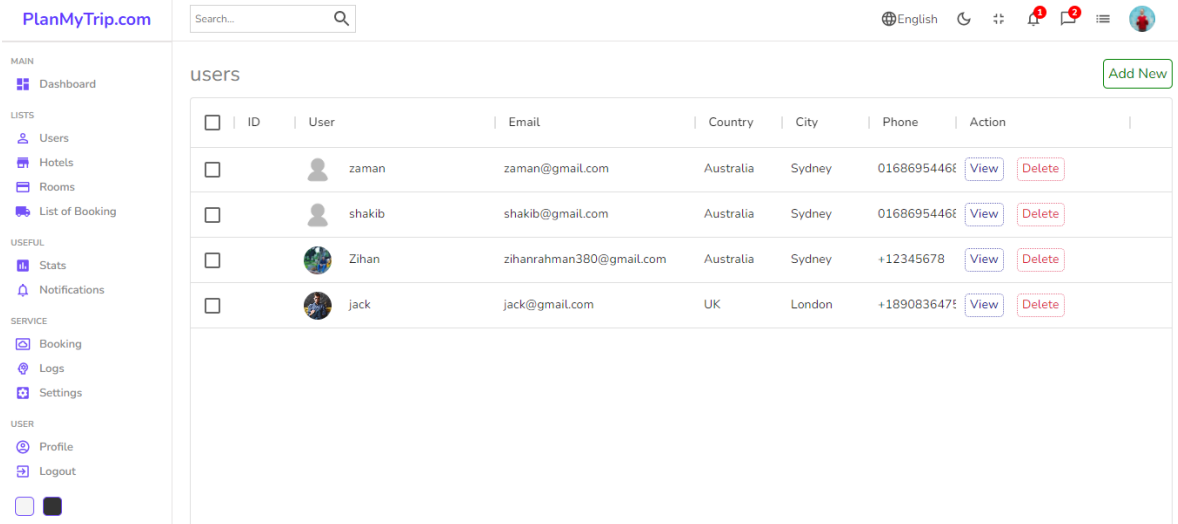 PlanMyTrip.com
Search...
English
1
2
MAIN
Dashboard
LISTS
Users
Hotels
Rooms
List of Booking
USEFUL
Stats
Notifications
SERVICE
Booking
Logs
Settings
USER
Profile
Logout
users
Add New
ID User Email Country City Phone Action
zaman zaman@gmail.com Australia Sydney 01686954468 View Delete
shakib shakib@gmail.com Australia Sydney 01686954468 View Delete
Zihan zihanrahman380@gmail.com Australia Sydney +12345678 View Delete
jack jack@gmail.com UK London +1890836475 View Delete